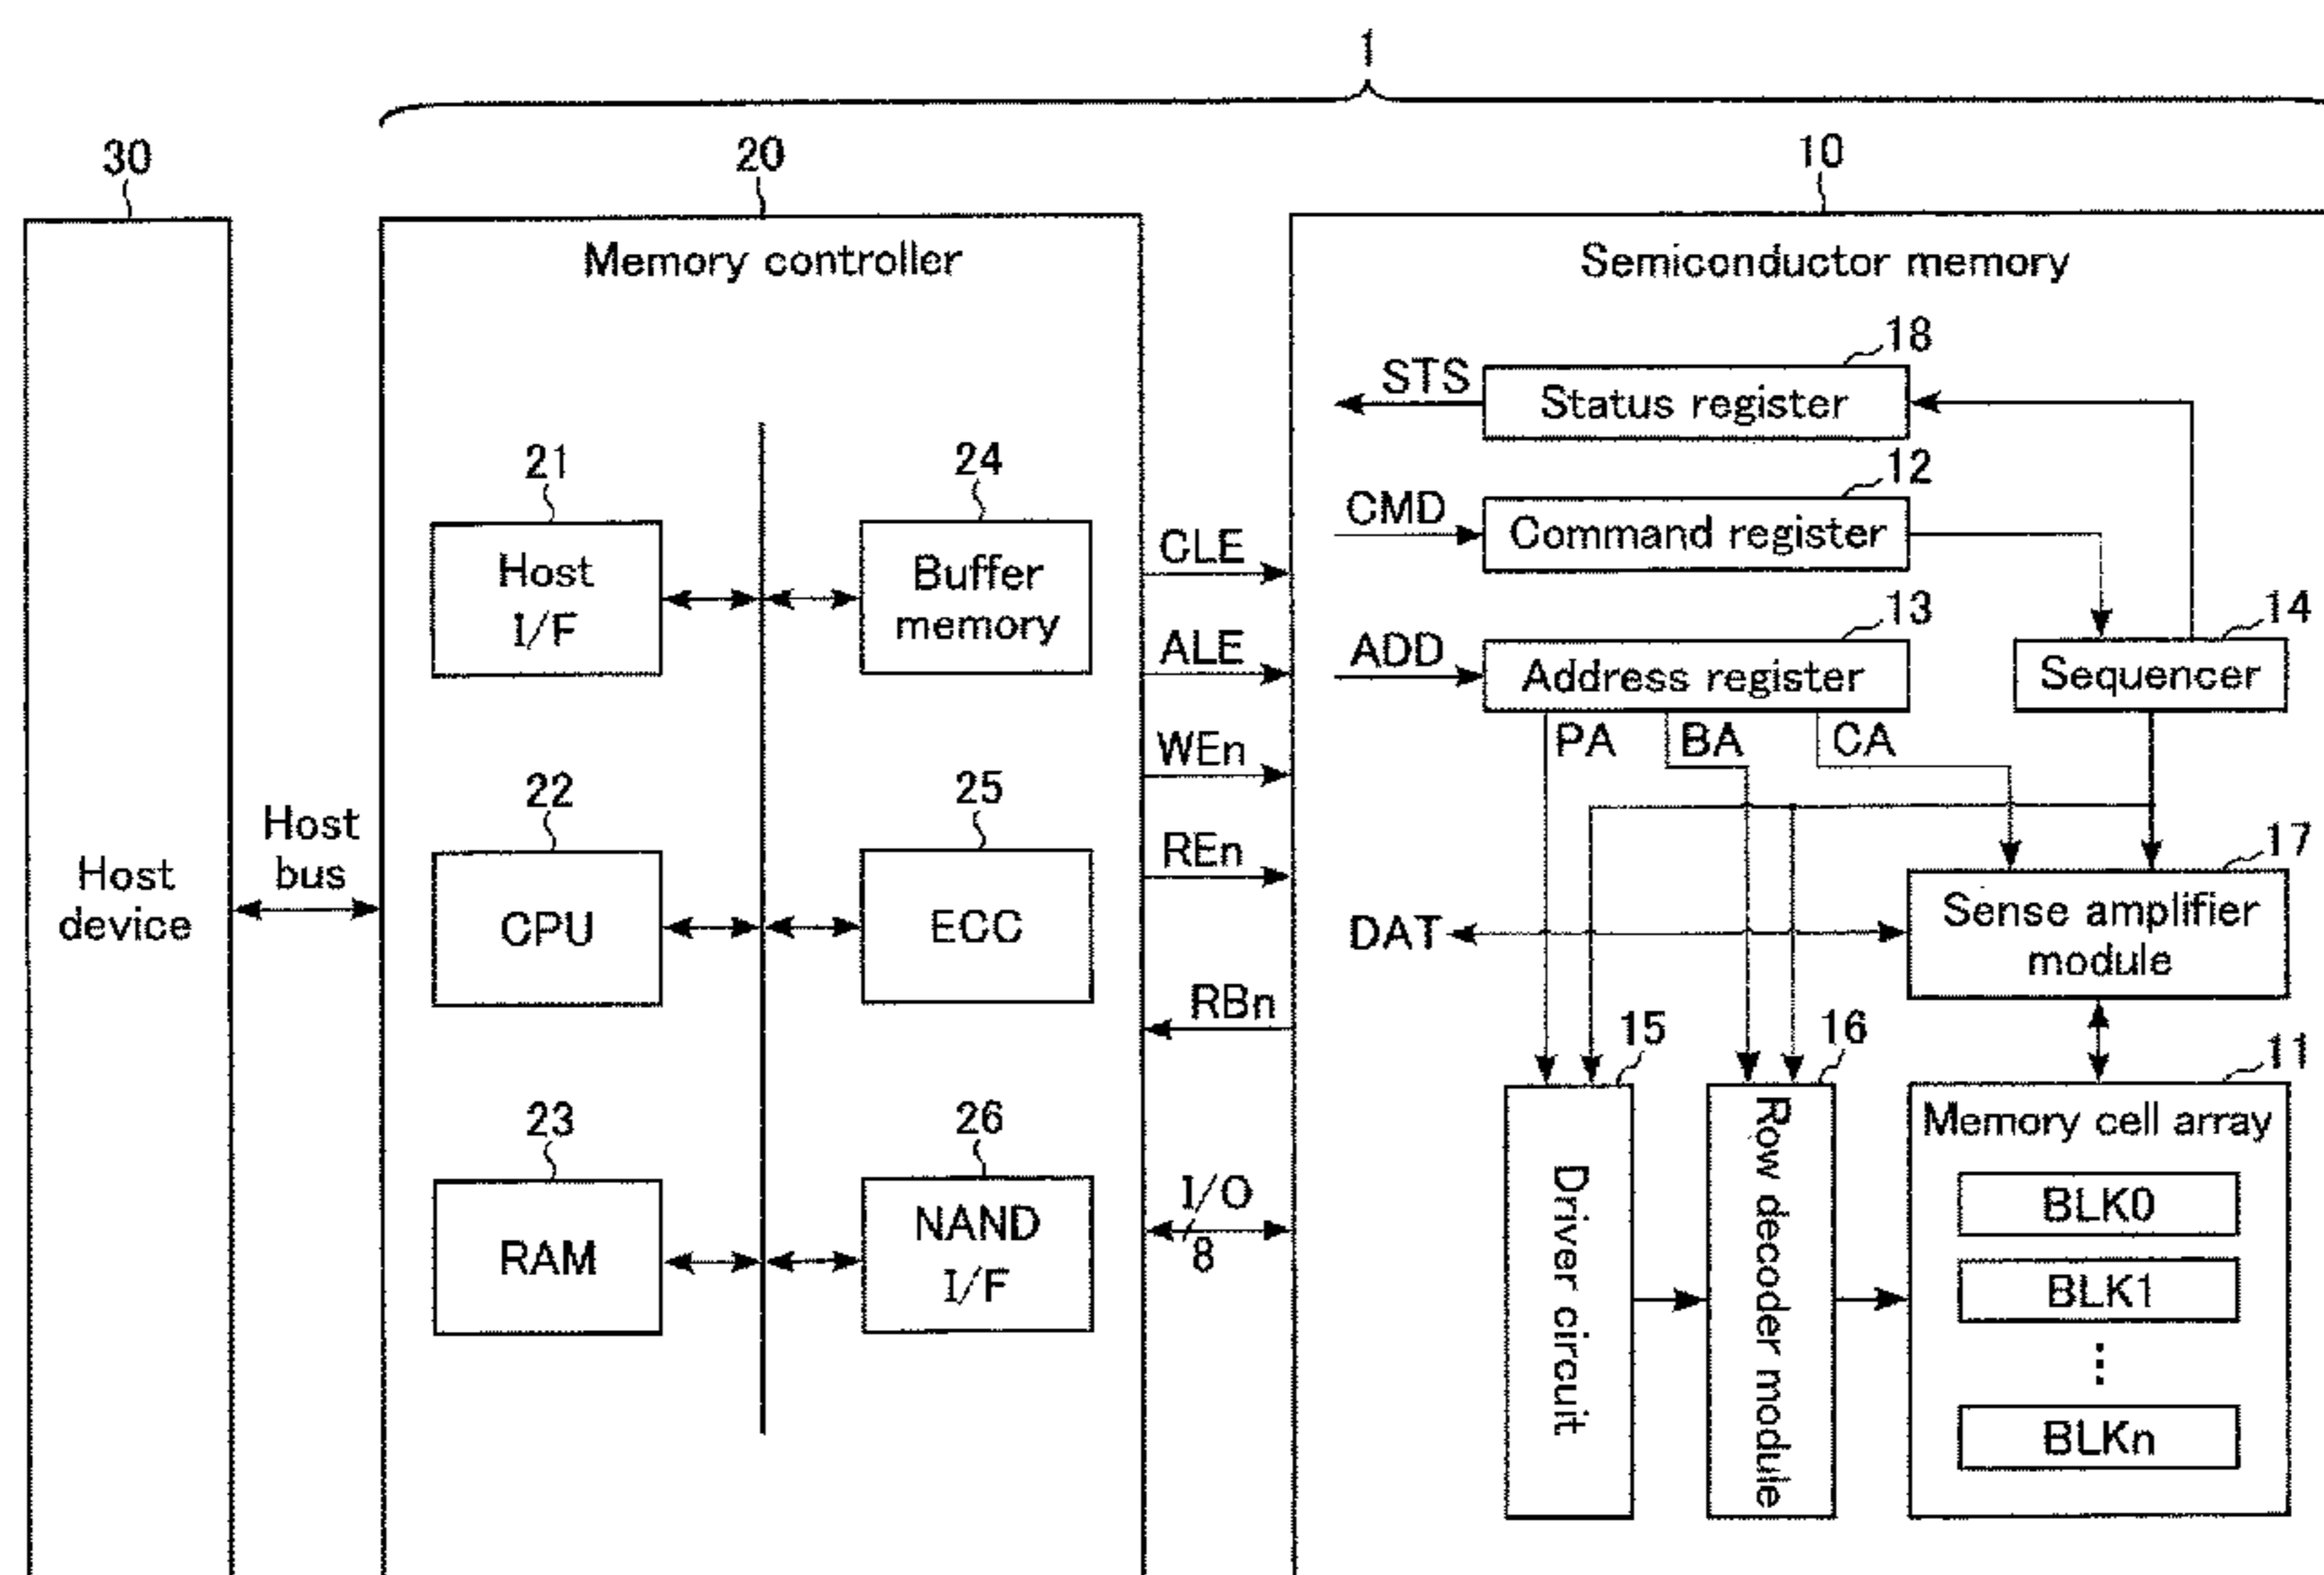 1
30
20
10
Memory controller
Semiconductor memory
18
STS
Status register
12
CMD
Command register
21
24
Host
I/F
Buffer
memory
CLE
13
14
ALE
ADD
Address register
Sequencer
PA
BA
CA
WEn
22
25
Host
bus
REn
17
Host
device
CPU
ECC
DAT
Sense amplifier
module
RBn
15
16
11
23
26
Memory cell array
RAM
NAND
I/F
I/O
8
Driver circuit
Row decoder module
BLK0
BLK1
⋮
BLKn